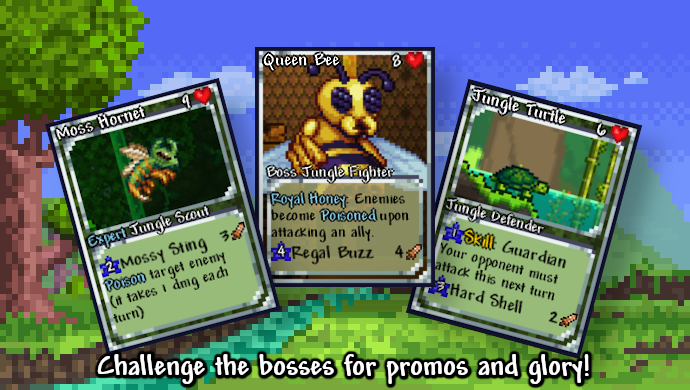 Moss Hornet 9
Expert Jungle Scout
2 Mossy Sting 3
Poison target enemy
(it takes 1 dmg each
turn)
Queen Bee 8
Boss Jungle Fighter
Royal Honey: Enemies
become Poisoned upon
attacking an ally.
4 Regal Buzz 4
Jungle Turtle 6
Jungle Defender
1 Skill: Guardian
Your opponent must
attack this next turn
3 Hard Shell 2
Challenge the bosses for promos and glory!